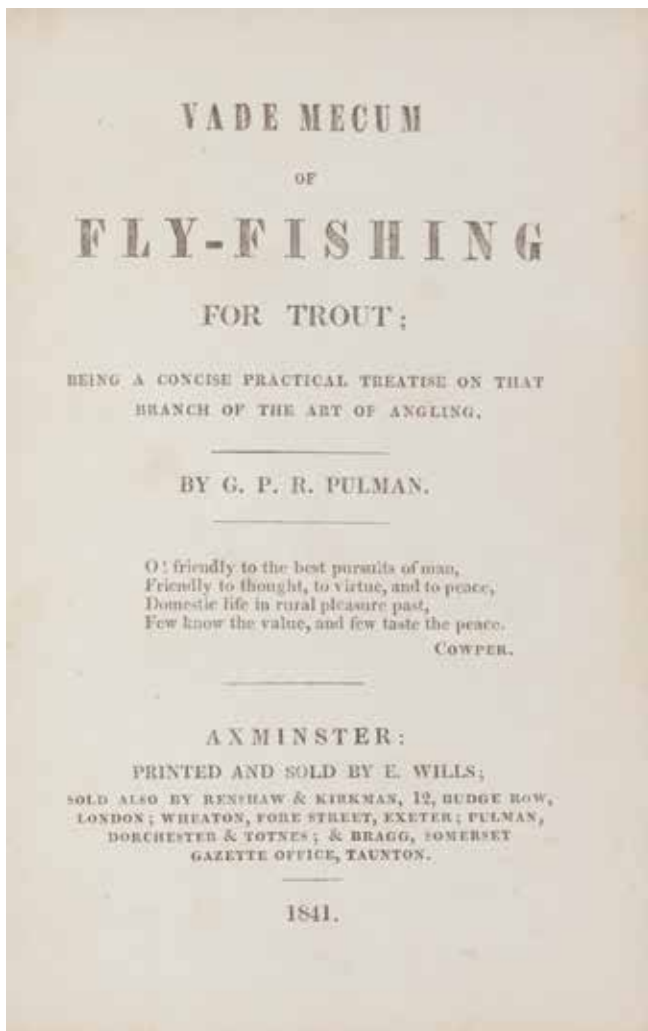 VADE MECUM
OF
FLY-FISHING
FOR TROUT;
BEING A CONCISE PRACTICAL TREATISE ON THAT
BRANCH OF THE ART OF ANGLING.
BY G. P. R. PULMAN.
O! friendly to the best pursuits of man,
Friendly to thought, to virtue, and to peace,
Domestic life in rural pleasure past,
Few know the value, and few taste the peace.
COWPER.
AXMINSTER:
PRINTED AND SOLD BY E. WILLS;
SOLD ALSO BY RENSHAW & KIRKMAN, 12, BUDGE ROW,
LONDON; WHEATON, FORE STREET, EXETER; PULMAN,
DORCHESTER & TOTNES; & BRAGG, SOMERSET
GAZETTE OFFICE, TAUNTON.
1841.